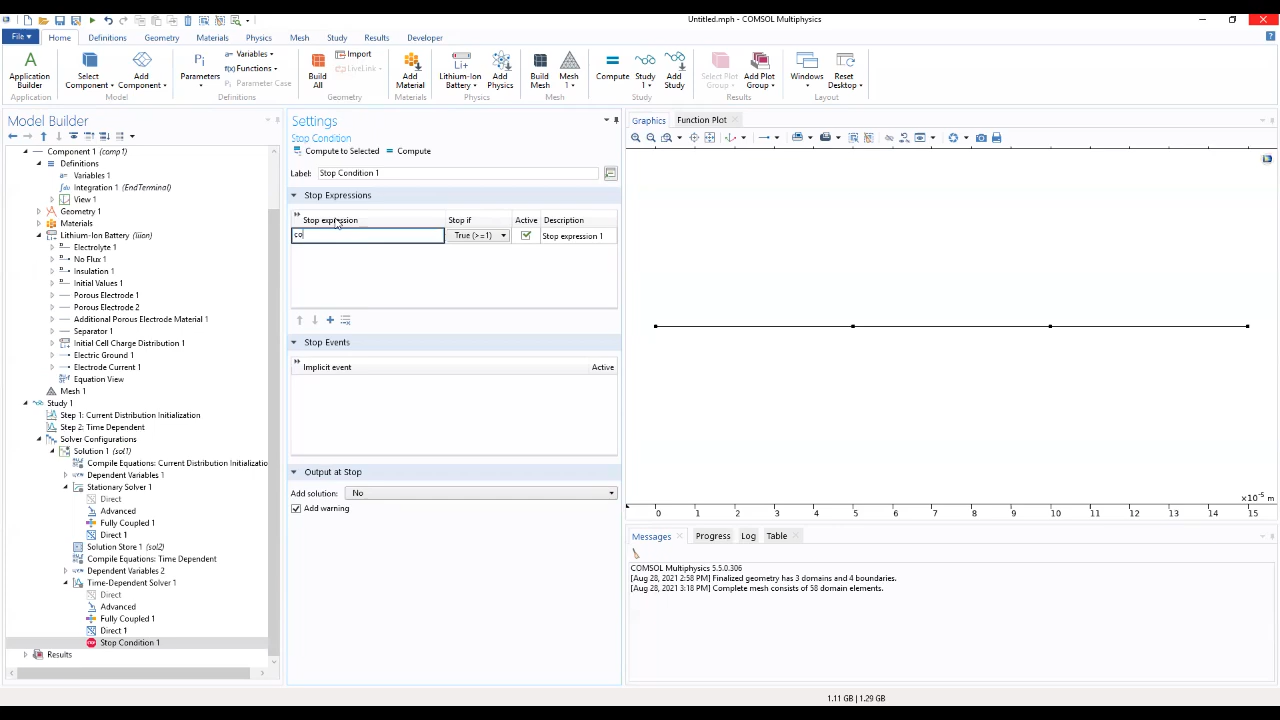 Untitled.mph - COMSOL Multiphysics
File
Home
Definitions
Geometry
Materials
Physics
Mesh
Study
Results
Developer
Application Builder
Application
Select Component
Add Component
Model
Parameters
a= Variables
f(x) Functions
Pi Parameter Case
Definitions
Build All
Import
LiveLink
Geometry
Add Material
Materials
Lithium-Ion Battery
Add Physics
Physics
Build Mesh
Mesh 1
Mesh
Compute
Study 1
Add Study
Study
Select Plot Group
Add Plot Group
Results
Windows
Reset Desktop
Layout
Model Builder
Component 1 (comp1)
Definitions
Variables 1
Integration 1 (EndTerminal)
View 1
Geometry 1
Materials
Lithium-Ion Battery (liion)
Electrolyte 1
No Flux 1
Insulation 1
Initial Values 1
Porous Electrode 1
Porous Electrode 2
Additional Porous Electrode Material 1
Separator 1
Initial Cell Charge Distribution 1
Electric Ground 1
Electrode Current 1
Equation View
Mesh 1
Study 1
Step 1: Current Distribution Initialization
Step 2: Time Dependent
Solver Configurations
Solution 1 (sol1)
Compile Equations: Current Distribution Initializatio
Dependent Variables 1
Stationary Solver 1
Direct
Advanced
Fully Coupled 1
Direct 1
Solution Store 1 (sol2)
Compile Equations: Time Dependent
Dependent Variables 2
Time-Dependent Solver 1
Direct
Advanced
Fully Coupled 1
Direct 1
Stop Condition 1
Results
Settings
Stop Condition
Compute to Selected
Compute
Label: Stop Condition 1
Stop Expressions
Stop expression Stop if Active Description
co True (>=1) Stop expression 1
Stop Events
Implicit event Active
Output at Stop
Add solution: No
Add warning
Graphics
Function Plot
×10⁻⁵ m
0 1 2 3 4 5 6 7 8 9 10 11 12 13 14 15
Messages
Progress
Log
Table
COMSOL Multiphysics 5.5.0.306
[Aug 28, 2021 2:58 PM] Finalized geometry has 3 domains and 4 boundaries.
[Aug 28, 2021 3:18 PM] Complete mesh consists of 58 domain elements.
1.11 GB | 1.29 GB